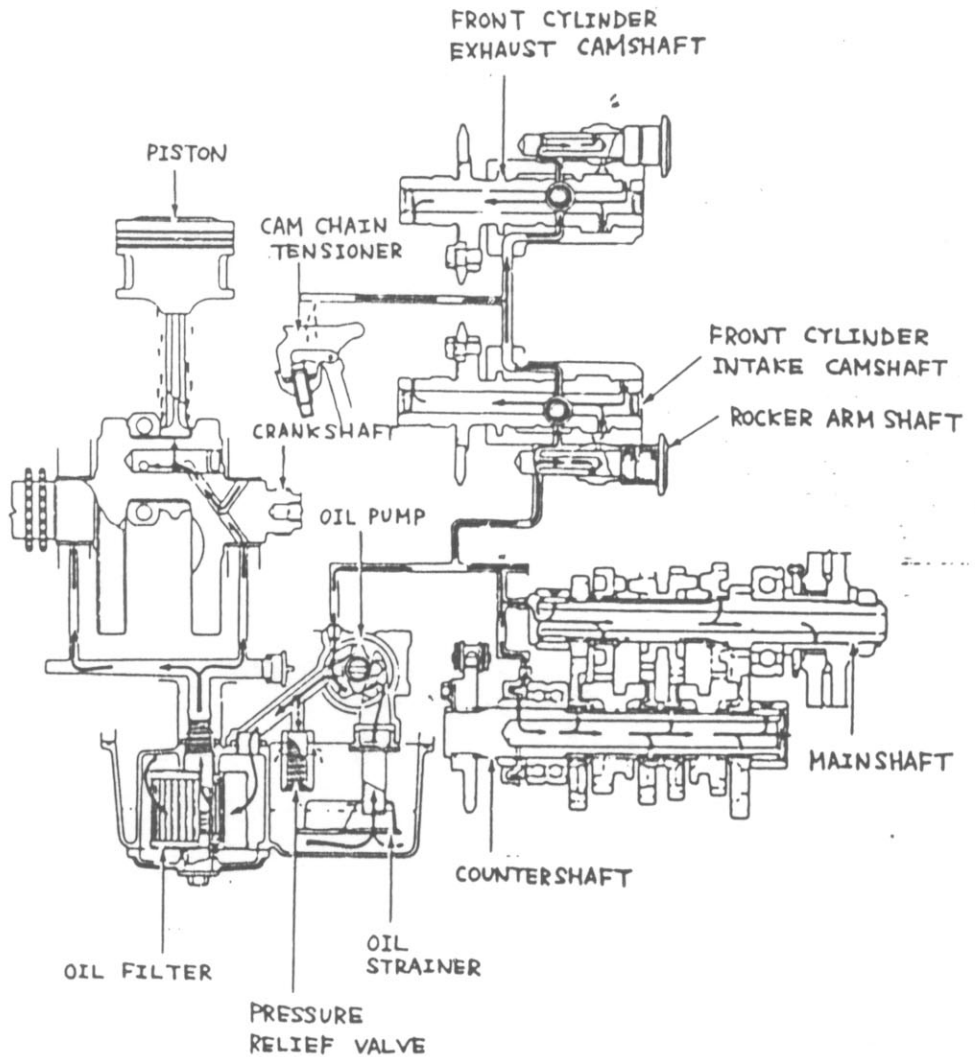 FRONT CYLINDER
EXHAUST CAMSHAFT
PISTON
CAM CHAIN
TENSIONER
FRONT CYLINDER
INTAKE CAMSHAFT
ROCKER ARM SHAFT
CRANKSHAFT
OIL PUMP
MAINSHAFT
COUNTERSHAFT
OIL
STRAINER
OIL FILTER
PRESSURE
RELIEF VALVE